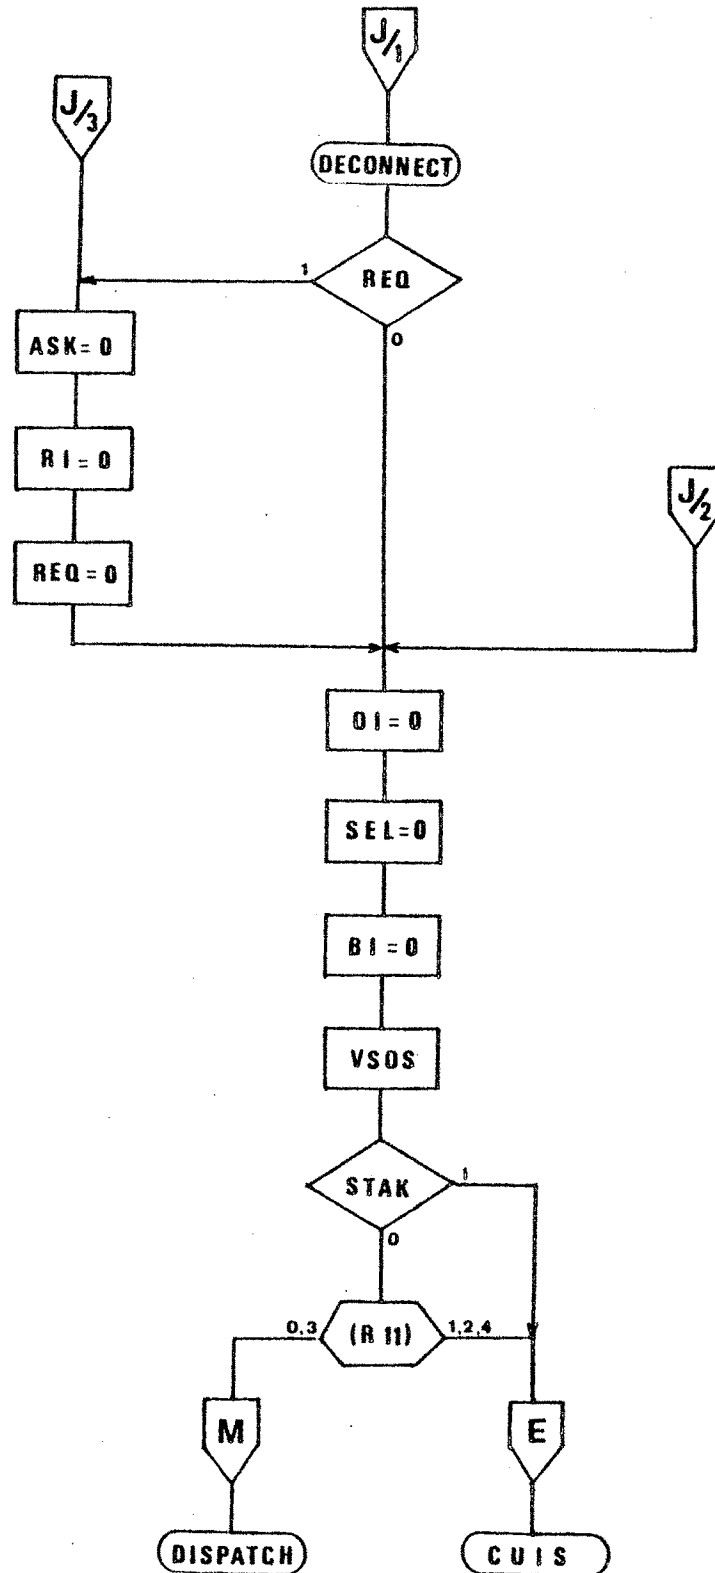 J/1
J/3
DECONNECT
1
REQ
0
ASK=0
RI=0
J/2
REQ=0
OI=0
SEL=0
BI=0
VSOS
STAK
1
0
0,3
(R 11)
1,2,4
M
E
DISPATCH
CUIS